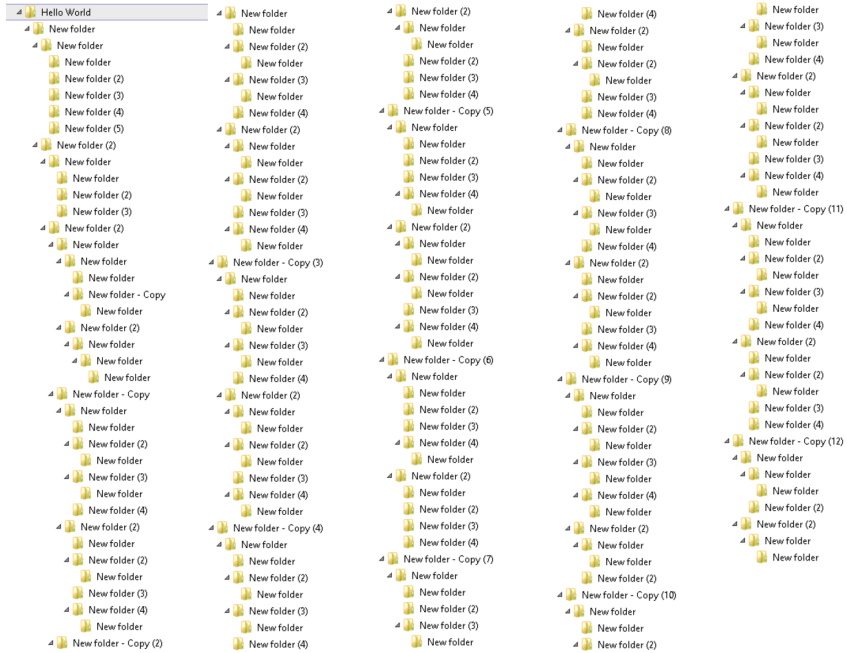 Hello World
New folder
New folder
New folder
New folder (2)
New folder (3)
New folder (4)
New folder (5)
New folder (2)
New folder
New folder
New folder (2)
New folder (3)
New folder (2)
New folder
New folder
New folder
New folder - Copy
New folder
New folder (2)
New folder
New folder
New folder
New folder - Copy
New folder
New folder
New folder (2)
New folder
New folder (3)
New folder
New folder (4)
New folder (2)
New folder
New folder (2)
New folder
New folder (3)
New folder (4)
New folder
New folder - Copy (2)
New folder
New folder
New folder (2)
New folder
New folder (3)
New folder
New folder (4)
New folder (2)
New folder
New folder
New folder (2)
New folder
New folder (3)
New folder (4)
New folder
New folder - Copy (3)
New folder
New folder
New folder (2)
New folder
New folder (3)
New folder
New folder (4)
New folder (2)
New folder
New folder (2)
New folder
New folder (3)
New folder (4)
New folder
New folder - Copy (4)
New folder
New folder
New folder (2)
New folder
New folder (3)
New folder
New folder (4)
New folder (2)
New folder
New folder
New folder (2)
New folder (3)
New folder (4)
New folder - Copy (5)
New folder
New folder
New folder (2)
New folder (3)
New folder (4)
New folder
New folder (2)
New folder
New folder
New folder (2)
New folder
New folder (3)
New folder (4)
New folder
New folder - Copy (6)
New folder
New folder
New folder (2)
New folder (3)
New folder (4)
New folder
New folder (2)
New folder
New folder (2)
New folder (3)
New folder (4)
New folder - Copy (7)
New folder
New folder
New folder (2)
New folder (3)
New folder
New folder (4)
New folder (2)
New folder
New folder (2)
New folder
New folder (3)
New folder (4)
New folder - Copy (8)
New folder
New folder
New folder (2)
New folder
New folder (3)
New folder
New folder (4)
New folder (2)
New folder
New folder (2)
New folder
New folder (3)
New folder (4)
New folder
New folder - Copy (9)
New folder
New folder
New folder (2)
New folder
New folder (3)
New folder
New folder (4)
New folder
New folder (2)
New folder
New folder
New folder (2)
New folder - Copy (10)
New folder
New folder
New folder (2)
New folder
New folder (3)
New folder
New folder (4)
New folder (2)
New folder
New folder
New folder (2)
New folder
New folder (3)
New folder (4)
New folder
New folder - Copy (11)
New folder
New folder
New folder (2)
New folder
New folder (3)
New folder
New folder (4)
New folder (2)
New folder
New folder (2)
New folder
New folder (3)
New folder (4)
New folder - Copy (12)
New folder
New folder
New folder
New folder (2)
New folder (2)
New folder
New folder